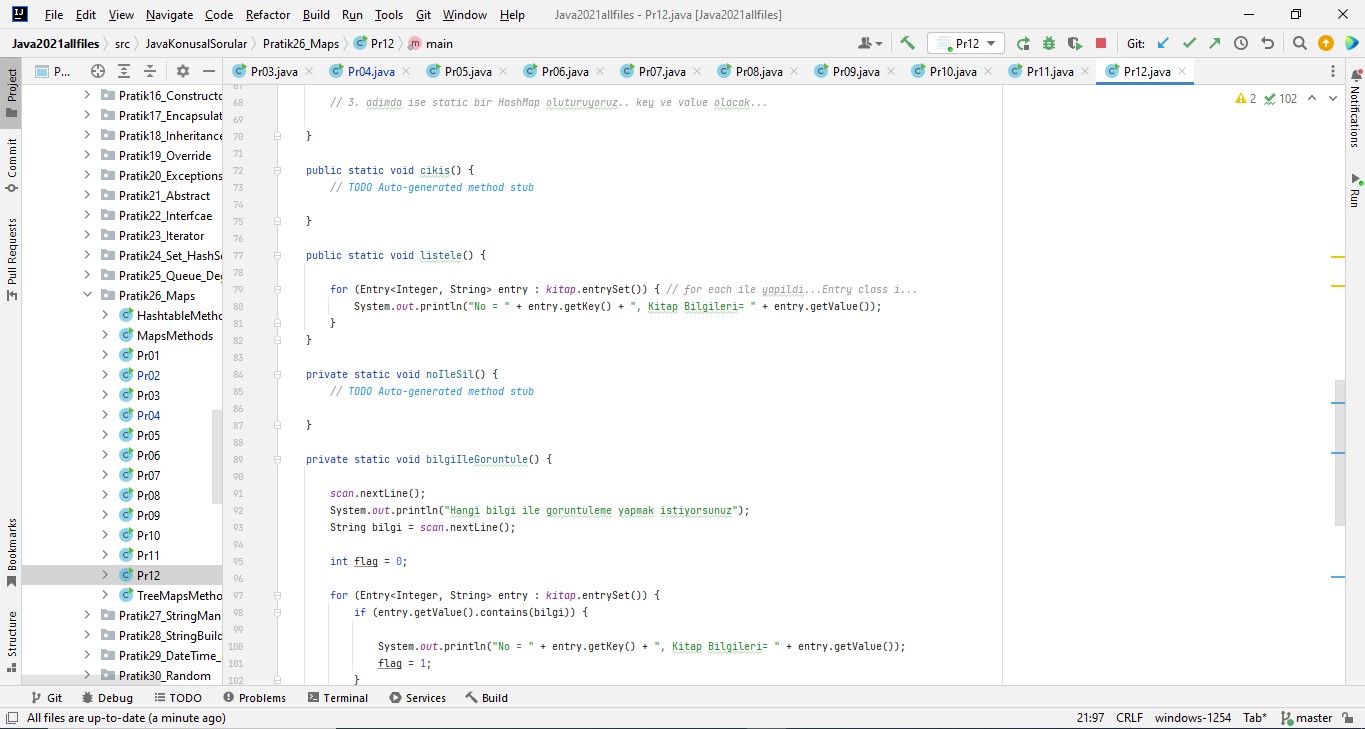 File Edit View Navigate Code Refactor Build Run Tools Git Window Help Java2021allfiles - Pr12.java [Java2021allfiles]
Java2021allfiles src JavaKonusalSorular Pratik26_Maps Pr12 main Pr12 Git:
P... Pr03.java Pr04.java Pr05.java Pr06.java Pr07.java Pr08.java Pr09.java Pr10.java Pr11.java Pr12.java
Project
Commit
Pull Requests
Bookmarks
Structure
Pratik16_Constructo
Pratik17_Encapsulat
Pratik18_Inheritance
Pratik19_Override
Pratik20_Exceptions
Pratik21_Abstract
Pratik22_Interfcae
Pratik23_Iterator
Pratik24_Set_HashS
Pratik25_Queue_De
Pratik26_Maps
HashtableMetho
MapsMethods
Pr01
Pr02
Pr03
Pr04
Pr05
Pr06
Pr07
Pr08
Pr09
Pr10
Pr11
Pr12
TreeMapsMetho
Pratik27_StringMan
Pratik28_StringBuild
Pratik29_DateTime_
Pratik30_Random
67
68 // 3. adimda ise static bir HashMap oluturuyoruz.. key ve value olacak...
69
70 }
71
72 public static void cikis() {
73 // TODO Auto-generated method stub
74
75 }
76
77 public static void listele() {
78
79 for (Entry<Integer, String> entry : kitap.entrySet()) { // for each ile yapildi...Entry class i...
80 System.out.println("No = " + entry.getKey() + ", Kitap Bilgileri= " + entry.getValue());
81 }
82 }
83
84 private static void noIleSil() {
85 // TODO Auto-generated method stub
86
87 }
88
89 private static void bilgiIleGoruntule() {
90
91 scan.nextLine();
92 System.out.println("Hangi bilgi ile goruntuleme yapmak istiyorsunuz");
93 String bilgi = scan.nextLine();
94
95 int flag = 0;
96
97 for (Entry<Integer, String> entry : kitap.entrySet()) {
98 if (entry.getValue().contains(bilgi)) {
99
100 System.out.println("No = " + entry.getKey() + ", Kitap Bilgileri= " + entry.getValue());
101 flag = 1;
102 }
2 102
Notifications
Run
Git Debug TODO Problems Terminal Services Build
All files are up-to-date (a minute ago) 21:97 CRLF windows-1254 Tab* master